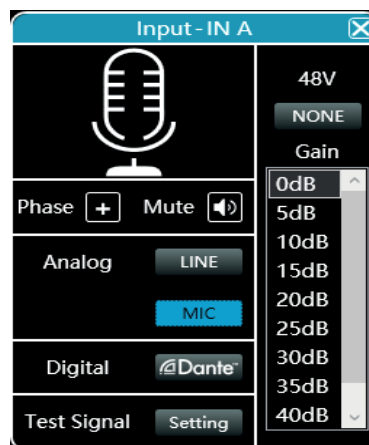 Input-IN A
48V
NONE
Gain
0dB
5dB
10dB
15dB
20dB
25dB
30dB
35dB
40dB
Phase + Mute
Analog LINE
MIC
Digital Dante™
Test Signal Setting